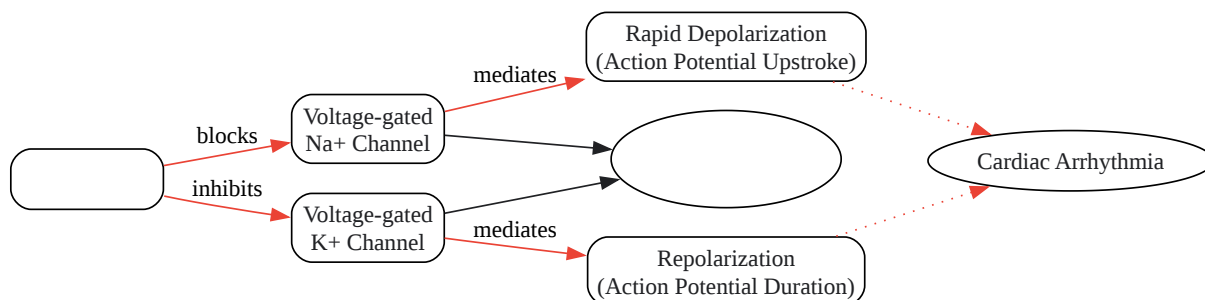 Rapid Depolarization
(Action Potential Upstroke)
mediates
Voltage-gated
Na+ Channel
blocks
Cardiac Arrhythmia
inhibits
Voltage-gated
K+ Channel
mediates
Repolarization
(Action Potential Duration)